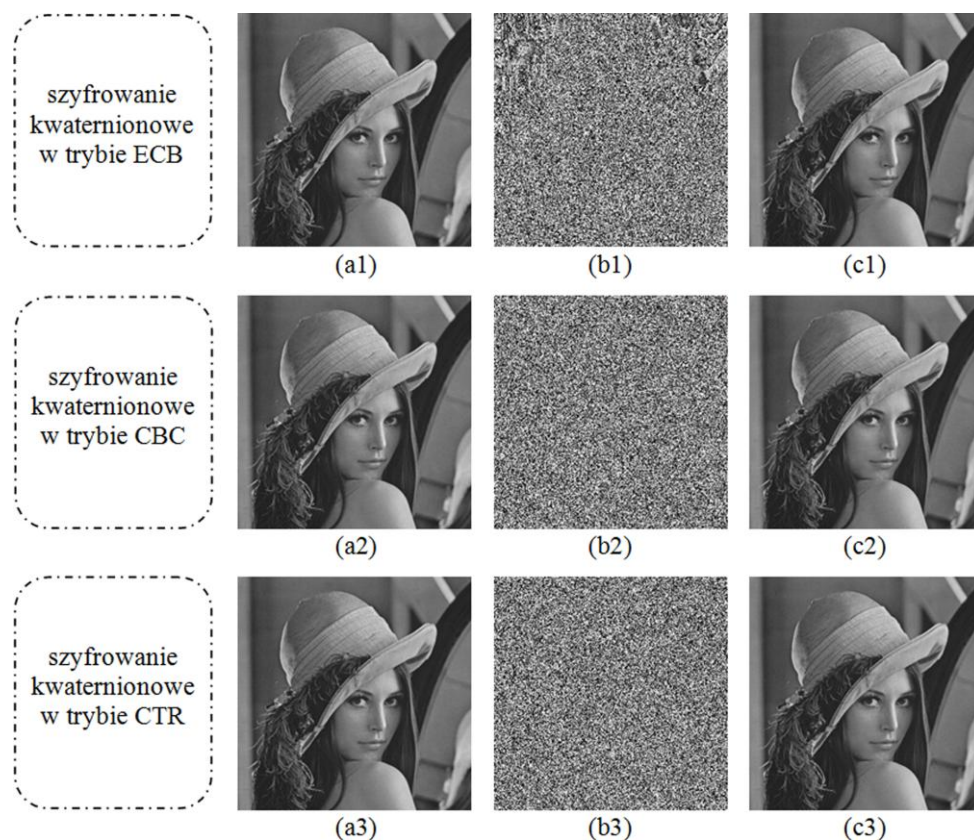 szyfrowanie
kwaternionowe
w trybie ECB
(a1)
(b1)
(c1)
szyfrowanie
kwaternionowe
w trybie CBC
(a2)
(b2)
(c2)
szyfrowanie
kwaternionowe
w trybie CTR
(a3)
(b3)
(c3)